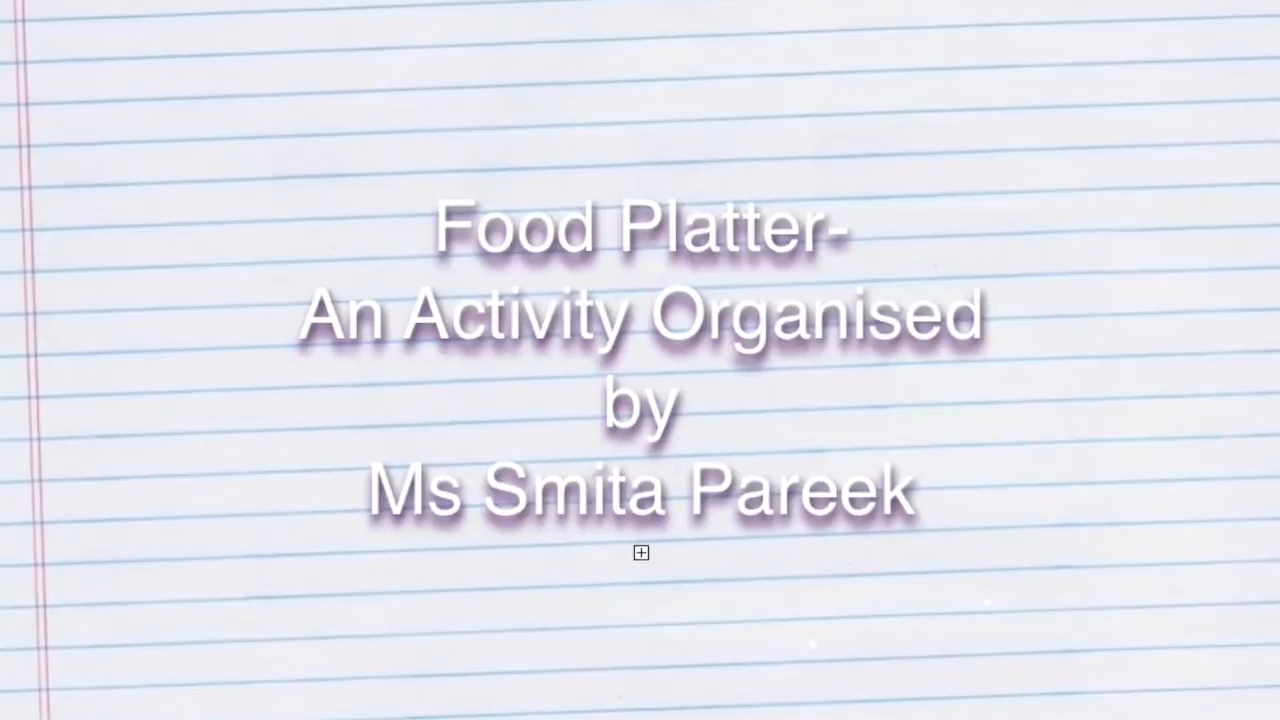 Food Platter-
An Activity Organised
by
Ms Smita Pareek